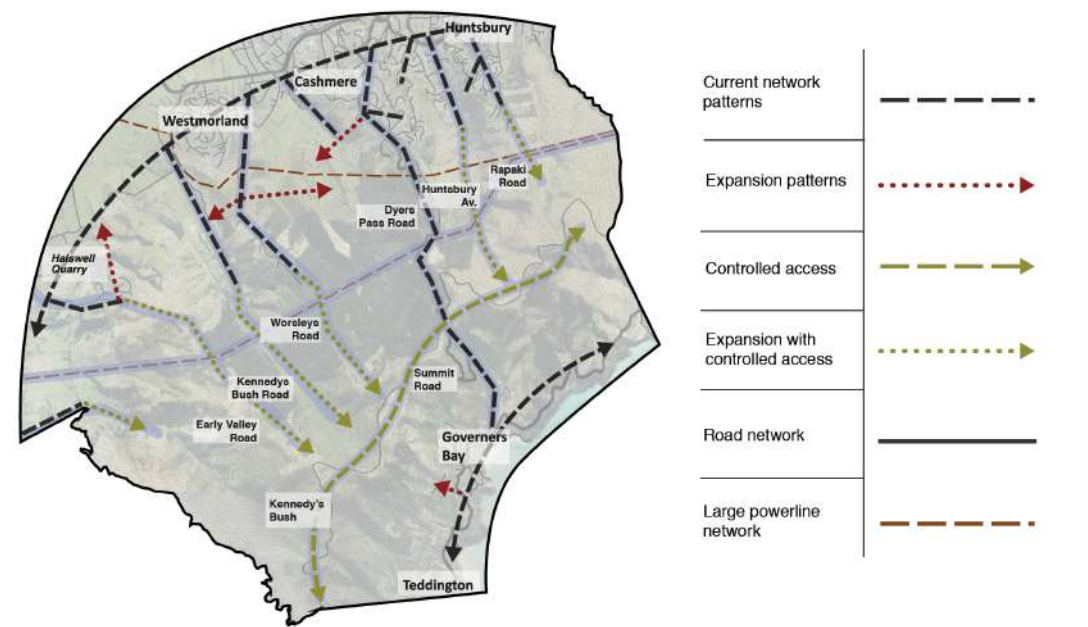 Huntsbury
Cashmere
Westmorland
Rapaki
Road
Huntsbury
Av.
Dyers
Pass Road
Halswell
Quarry
Worsleys
Road
Kennedys
Bush Road
Summit
Road
Early Valley
Road
Governers
Bay
Kennedy's
Bush
Teddington
Current network
patterns
Expansion patterns
Controlled access
Expansion with
controlled access
Road network
Large powerline
network